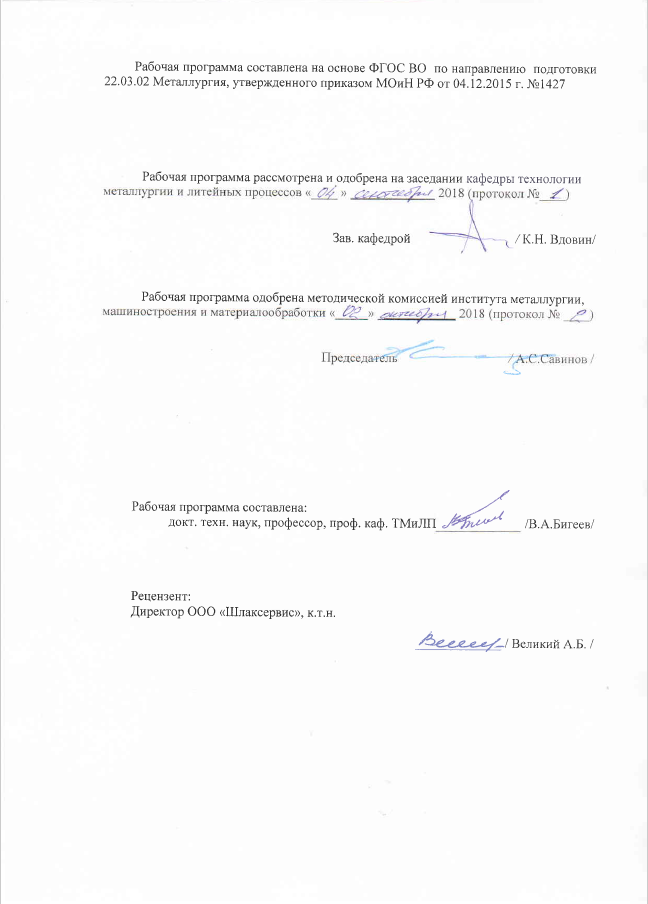 Рабочая программа составлена на основе ФГОС ВО по направлению подготовки
22.03.02 Металлургия, утвержденного приказом МОиН РФ от 04.12.2015 г. №1427
Рабочая программа рассмотрена и одобрена на заседании кафедры технологии
металлургии и литейных процессов « 04 » сентября 2018 (протокол № 1 )
Зав. кафедрой / К.Н. Вдовин/
Рабочая программа одобрена методической комиссией института металлургии,
машиностроения и материалообработки « 02 » октября 2018 (протокол № 2 )
Председатель / А.С.Савинов /
Рабочая программа составлена:
докт. техн. наук, профессор, проф. каф. ТМиЛП /В.А.Бигеев/
Рецензент:
Директор ООО «Шлаксервис», к.т.н.
/ Великий А.Б. /